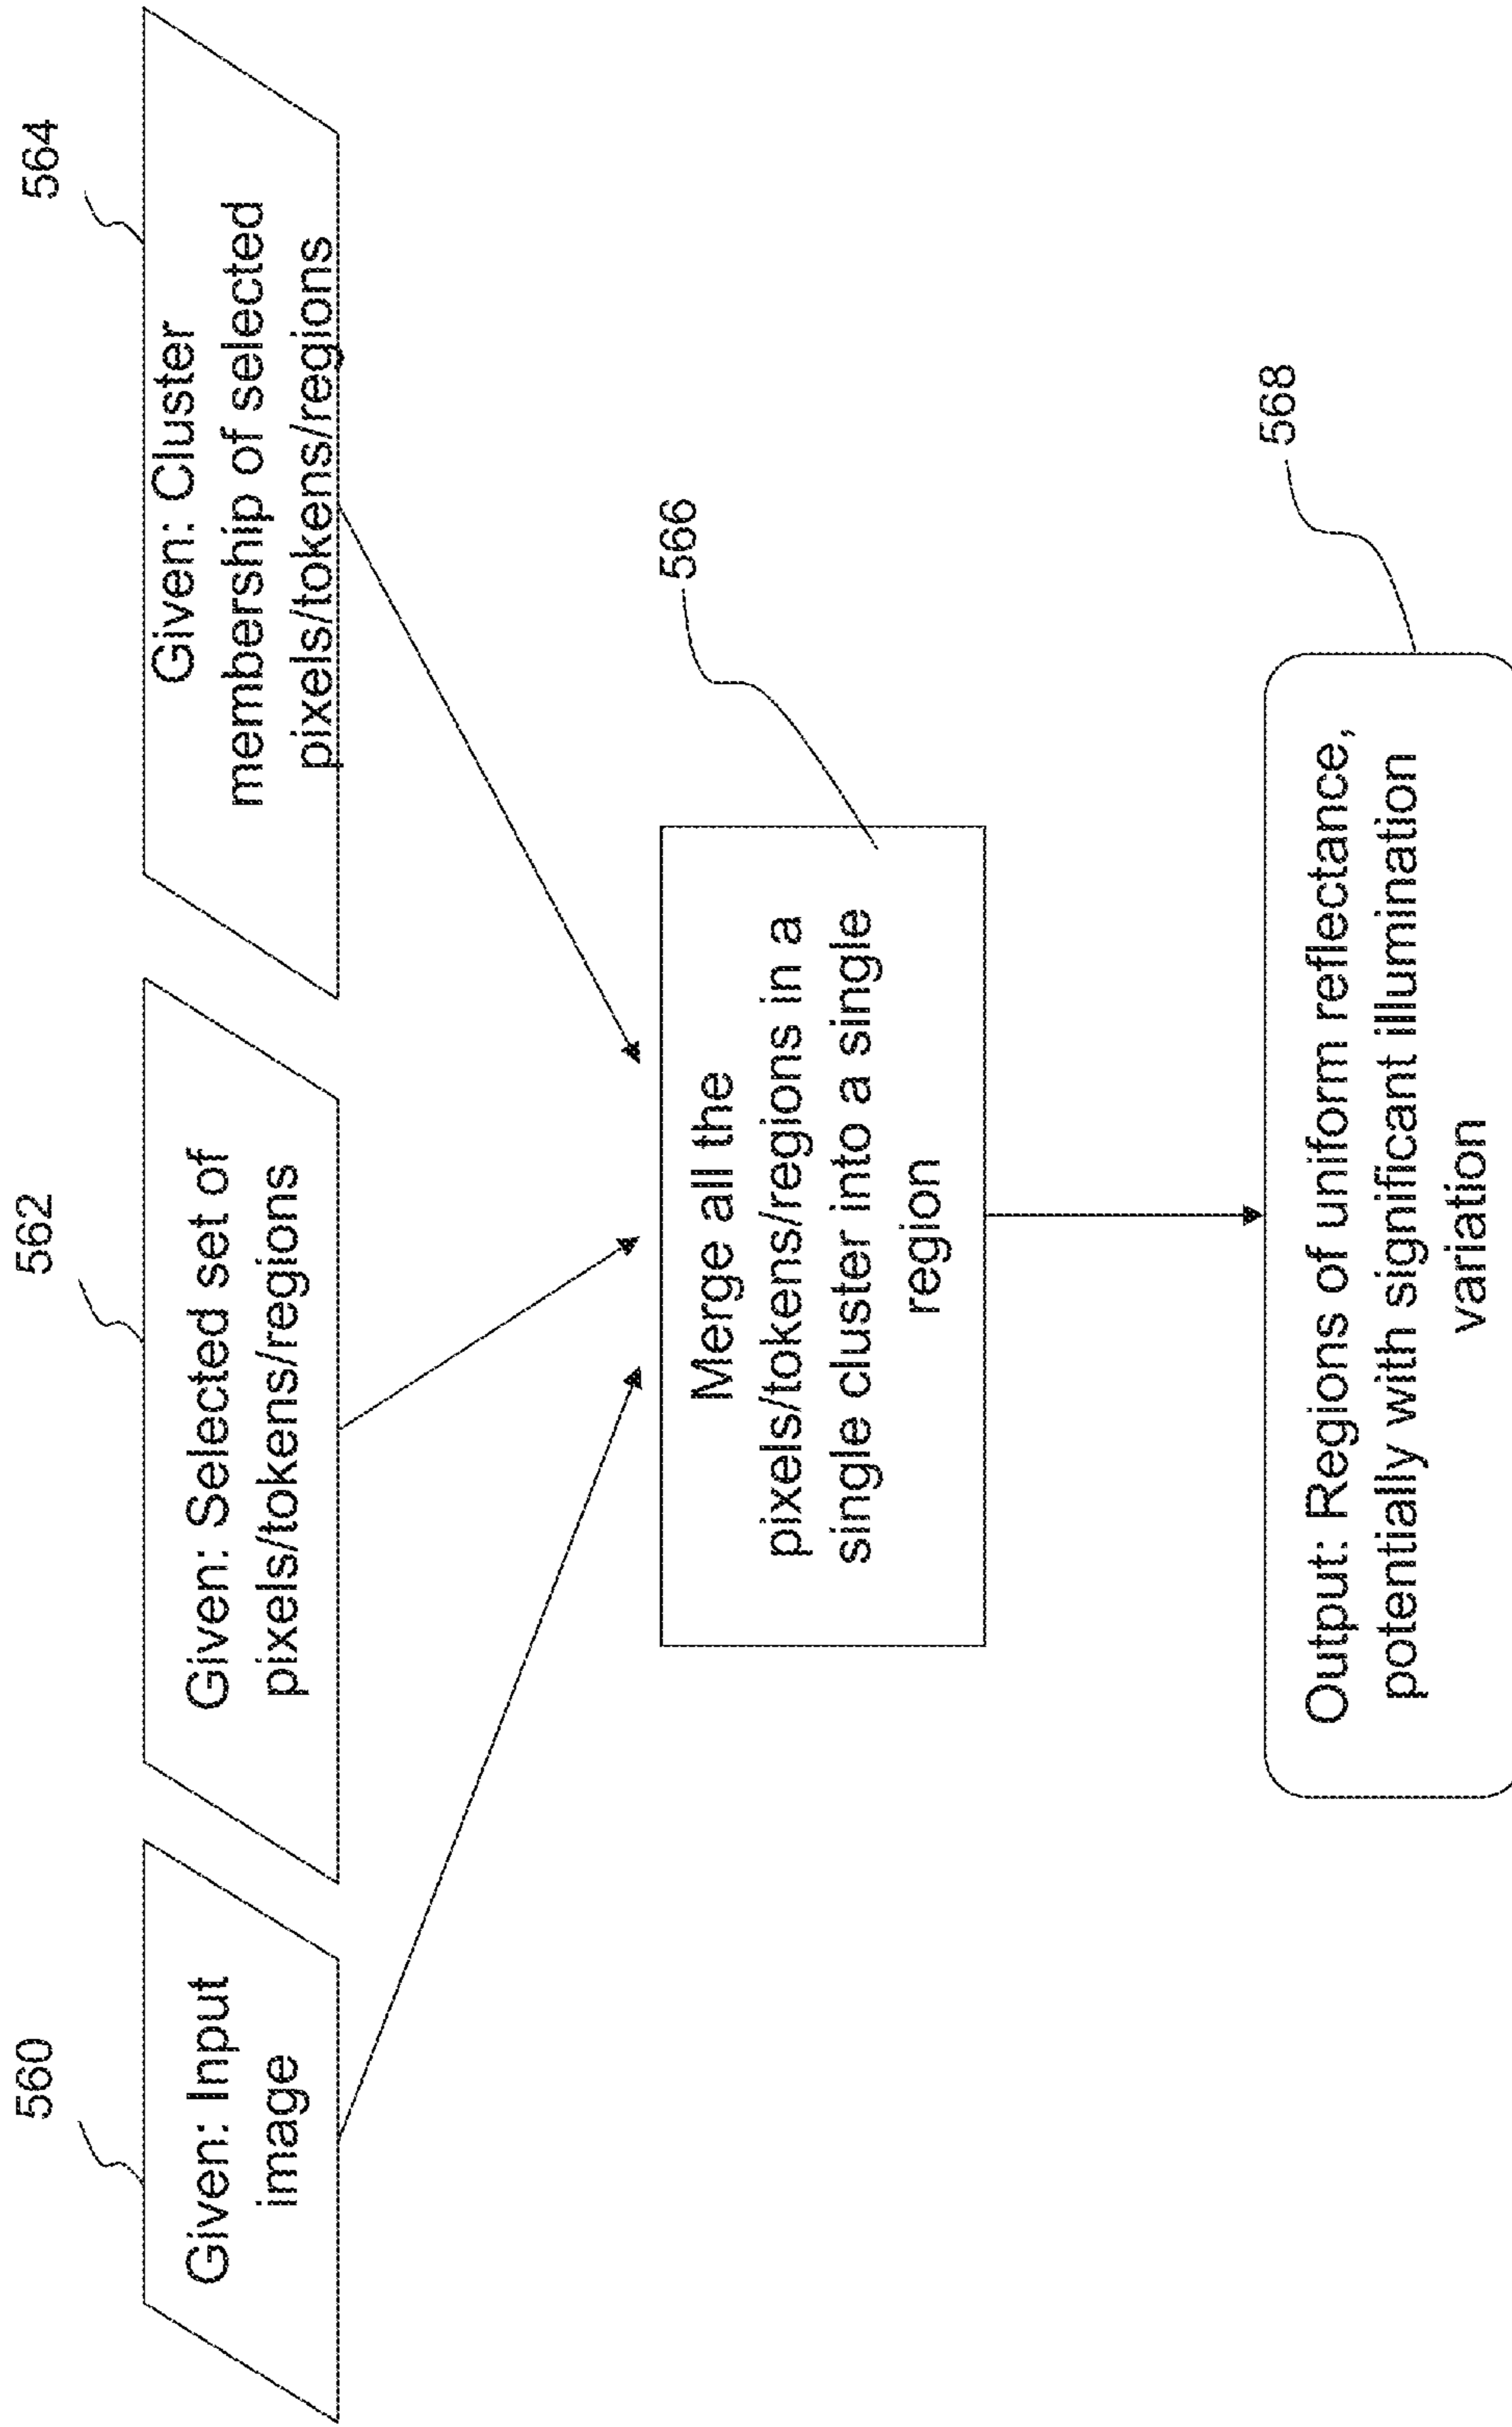 560
562
564
Given: Input
image
Given: Selected set of
pixels/tokens/regions
Given: Cluster
membership of selected
pixels/tokens/regions
566
Merge all the
pixels/tokens/regions in a
single cluster into a single
region
568
Output: Regions of uniform reflectance,
potentially with significant illumination
variation